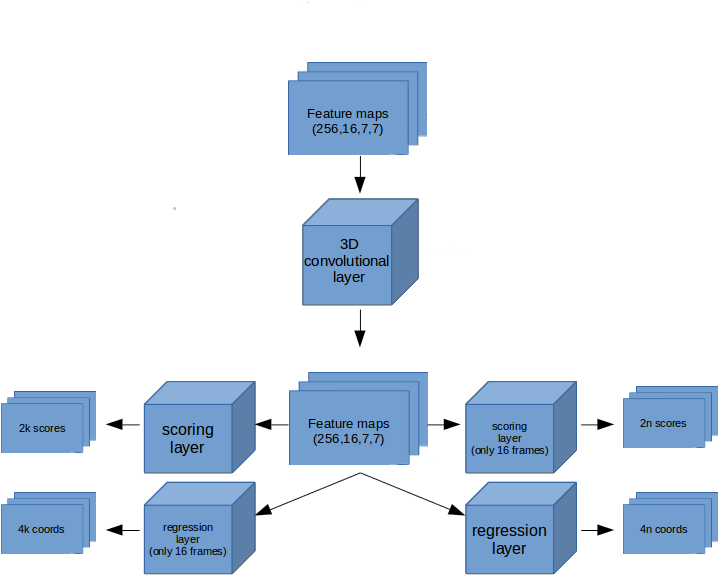 Feature maps
(256,16,7,7)
3D
convolutional
layer
2k scores
scoring
layer
Feature maps
(256,16,7,7)
scoring
layer
(only 16 frames)
2n scores
4k coords
regression
layer
(only 16 frames)
regression
layer
4n coords